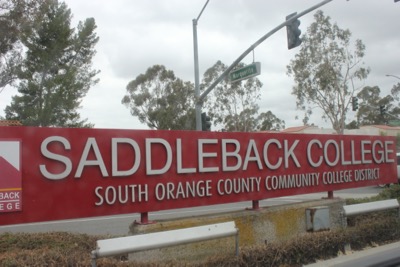 SADDLEBACK COLLEGE
SOUTH ORANGE COUNTY COMMUNITY COLLEGE DISTRICT